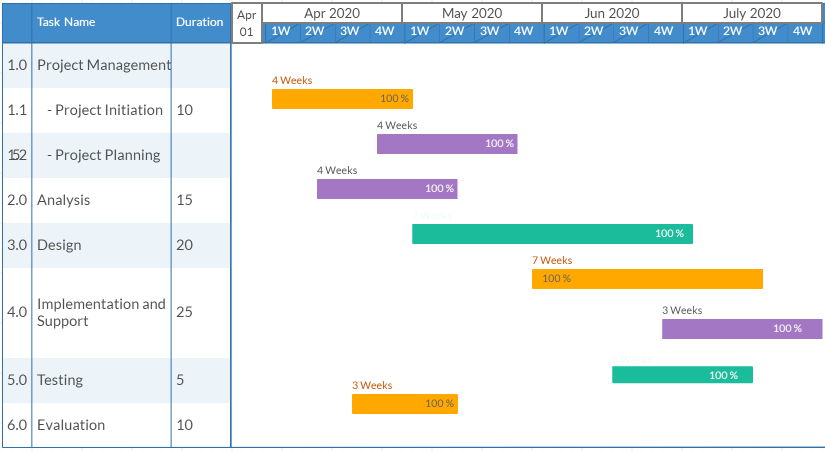 Task Name Duration Apr 01 Apr 2020 May 2020 Jun 2020 July 2020
1W 2W 3W 4W 1W 2W 3W 4W 1W 2W 3W 4W 1W 2W 3W 4W
1.0 Project Management
4 Weeks
100 %
1.1 - Project Initiation 10
4 Weeks
100 %
152 - Project Planning
4 Weeks
100 %
2.0 Analysis 15
100 %
3.0 Design 20
7 Weeks
100 %
4.0 Implementation and
Support 25
3 Weeks
100 %
100 %
5.0 Testing 5
3 Weeks
100 %
6.0 Evaluation 10